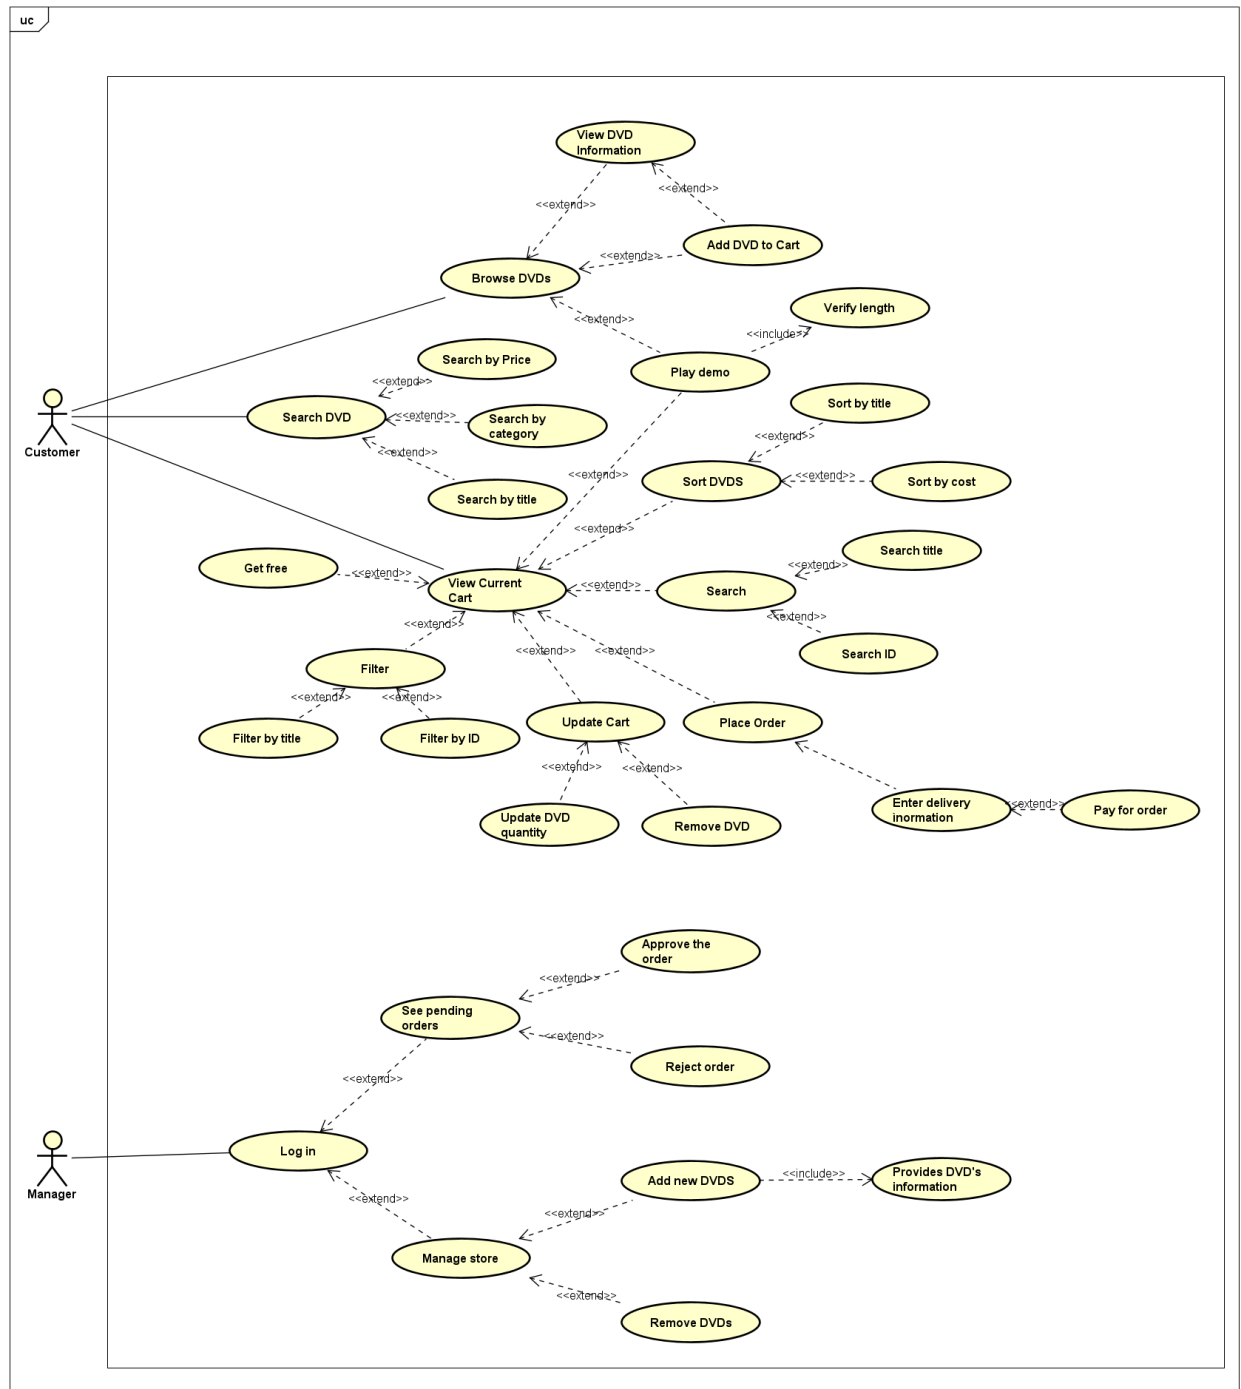 uc
View DVD
Information
<<extend>>
<<extend>>
Add DVD to Cart
<<extend>>
Browse DVDs
Verify length
<<extend>>
<<include>>
Search by Price
Play demo
<<extend>>
Sort by title
Search DVD
<<extend>>
Search by
category
<<extend>>
Customer
<<extend>>
<<extend>>
<<extend>>
Sort DVDS
Sort by cost
Search by title
<<extend>>
Search title
Get free
<<extend>>
<<extend>>
View Current
Cart
<<extend>>
Search
<<extend>>
<<extend>>
Search ID
<<extend>>
<<extend>>
Filter
<<extend>>
<<extend>>
Filter by title
Filter by ID
Update Cart
Place Order
<<extend>>
<<extend>>
Update DVD
quantity
Remove DVD
Enter delivery
inormation
<<extend>>
Pay for order
Approve the
order
<<extend>>
See pending
orders
<<extend>>
Reject order
<<extend>>
Log in
Manager
<<extend>>
Add new DVDS
<<include>>
Provides DVD's
information
<<extend>>
Manage store
<<extend>>
Remove DVDs